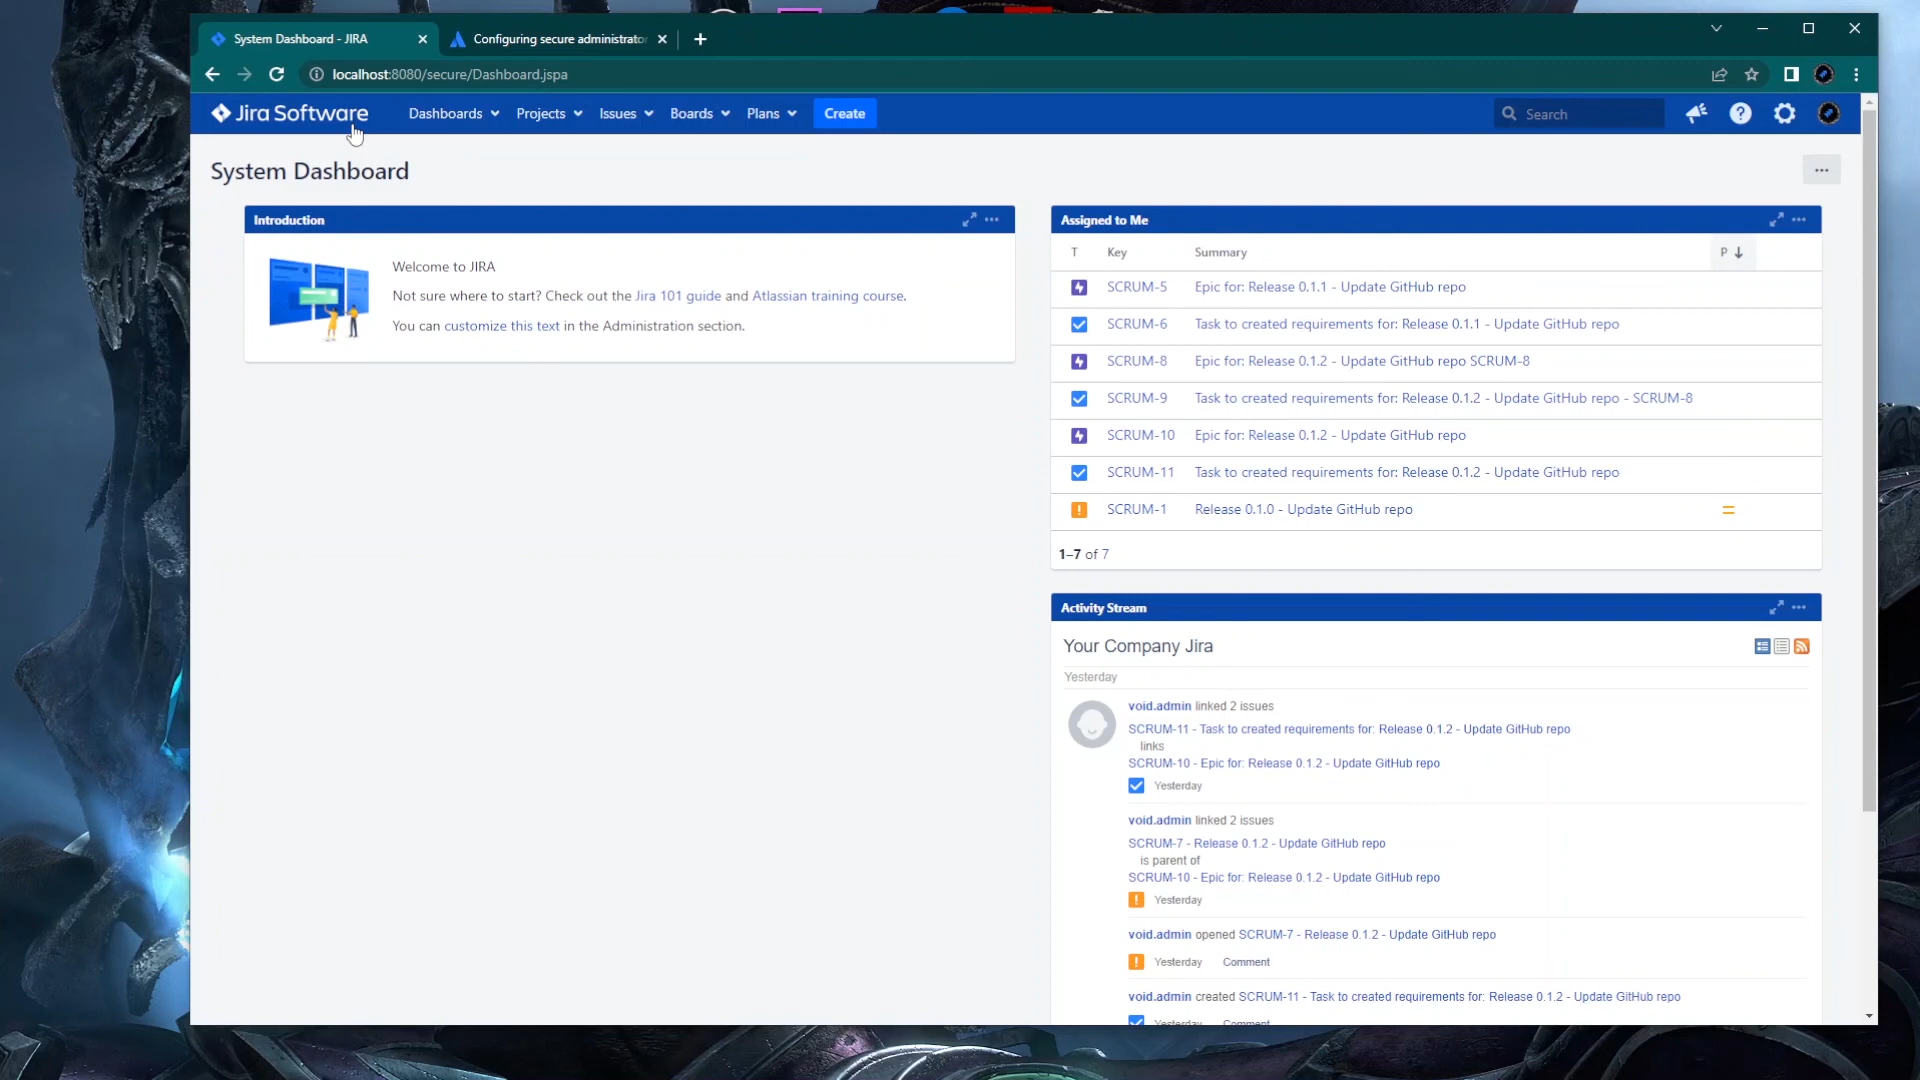 System Dashboard - JIRA
Configuring secure administrator
localhost:8080/secure/Dashboard.jspa
Jira Software
Dashboards
Projects
Issues
Boards
Plans
Create
Search
System Dashboard
Introduction
Welcome to JIRA
Not sure where to start? Check out the Jira 101 guide and Atlassian training course.
You can customize this text in the Administration section.
Assigned to Me
T Key Summary P
SCRUM-5 Epic for: Release 0.1.1 - Update GitHub repo
SCRUM-6 Task to created requirements for: Release 0.1.1 - Update GitHub repo
SCRUM-8 Epic for: Release 0.1.2 - Update GitHub repo SCRUM-8
SCRUM-9 Task to created requirements for: Release 0.1.2 - Update GitHub repo - SCRUM-8
SCRUM-10 Epic for: Release 0.1.2 - Update GitHub repo
SCRUM-11 Task to created requirements for: Release 0.1.2 - Update GitHub repo
SCRUM-1 Release 0.1.0 - Update GitHub repo
1–7 of 7
Activity Stream
Your Company Jira
Yesterday
void.admin linked 2 issues
SCRUM-11 - Task to created requirements for: Release 0.1.2 - Update GitHub repo
links
SCRUM-10 - Epic for: Release 0.1.2 - Update GitHub repo
Yesterday
void.admin linked 2 issues
SCRUM-7 - Release 0.1.2 - Update GitHub repo
is parent of
SCRUM-10 - Epic for: Release 0.1.2 - Update GitHub repo
Yesterday
void.admin opened SCRUM-7 - Release 0.1.2 - Update GitHub repo
Yesterday Comment
void.admin created SCRUM-11 - Task to created requirements for: Release 0.1.2 - Update GitHub repo
Yesterday Comment